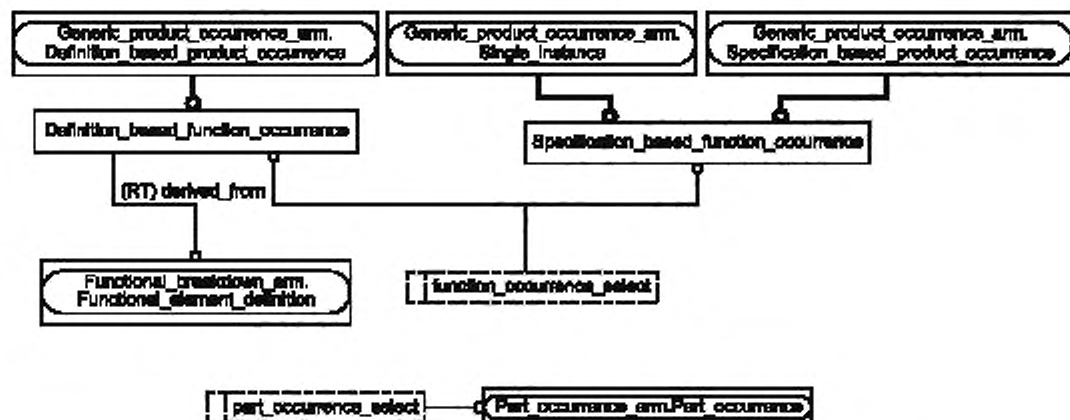 Generic_product_occurrence_arm.
Definition_based_product_occurrence
Generic_product_occurrence_arm.
Single_instance
Generic_product_occurrence_arm.
Specification_based_product_occurrence
Definition_based_function_occurrence
Specification_based_function_occurrence
(RT) derived_from
Functional_breakdown_arm.
Functional_element_definition
function_occurrence_select
part_occurrence_select
Part_occurrence_arm.Part_occurrence